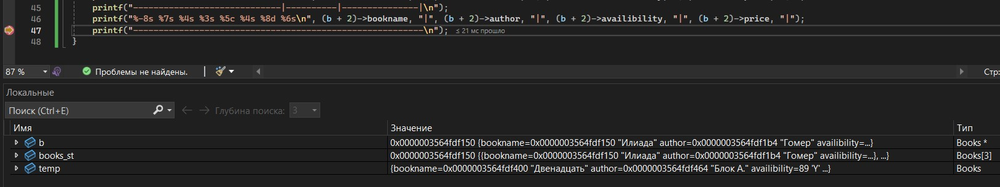 45 printf("----------------------------|----------|---------------|\n");
46 printf("%-8s %7s %4s %3s %5c %4s %8d %6s\n", (b + 2)->bookname, "|", (b + 2)->author, "|", (b + 2)->availibility, "|", (b + 2)->price, "|");
47 printf("--------------------------------------------------------\n"); ≤ 21 мс прошло
48 }
87 % Проблемы не найдены. Стр:
Локальные
Поиск (Ctrl+E) Глубина поиска: 3
Имя Значение Тип
b 0x0000003564fdf150 {bookname=0x0000003564fdf150 "Илиада" author=0x0000003564fdf1b4 "Гомер" availibility=...} Books *
books_st 0x0000003564fdf150 {{bookname=0x0000003564fdf150 "Илиада" author=0x0000003564fdf1b4 "Гомер" availibility=...}, ...} Books[3]
temp {bookname=0x0000003564fdf400 "Двенадцать" author=0x0000003564fdf464 "Блок А." availibility=89 'Y' ...} Books